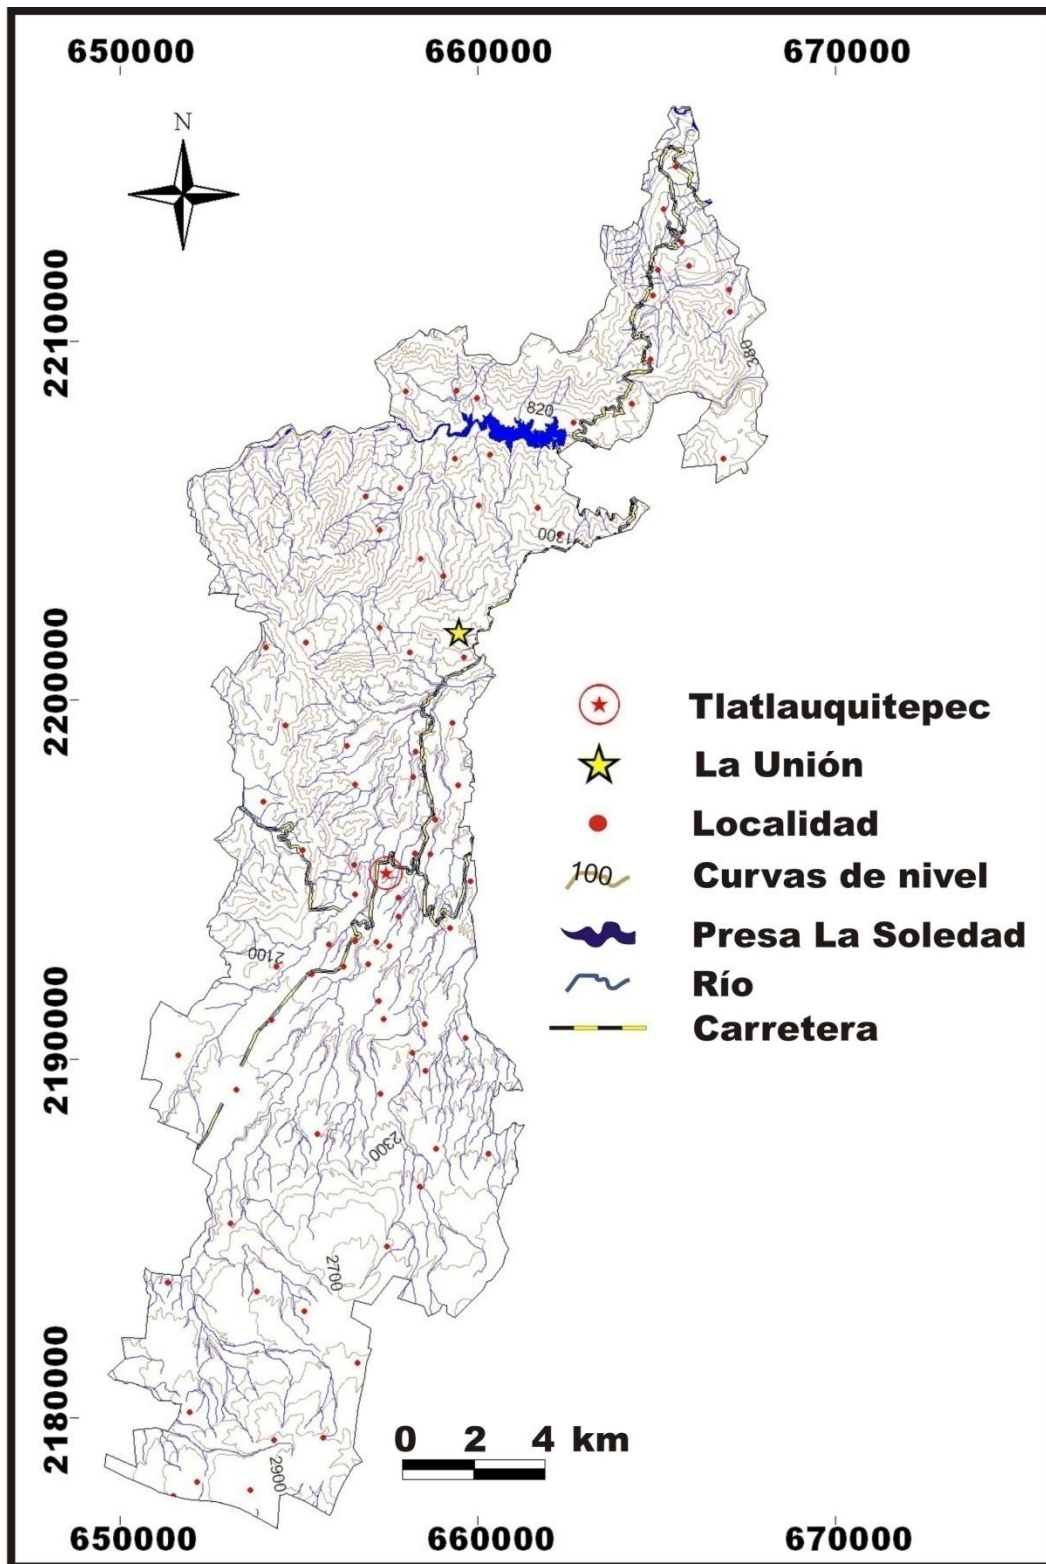 650000 660000 670000
N
2210000
380
820
1300
2200000
Tlatlauquitepec
La Unión
Localidad
100 Curvas de nivel
Presa La Soledad
2100
Río
Carretera
2190000
2300
2700
2180000
0 2 4 km
2900
650000 660000 670000